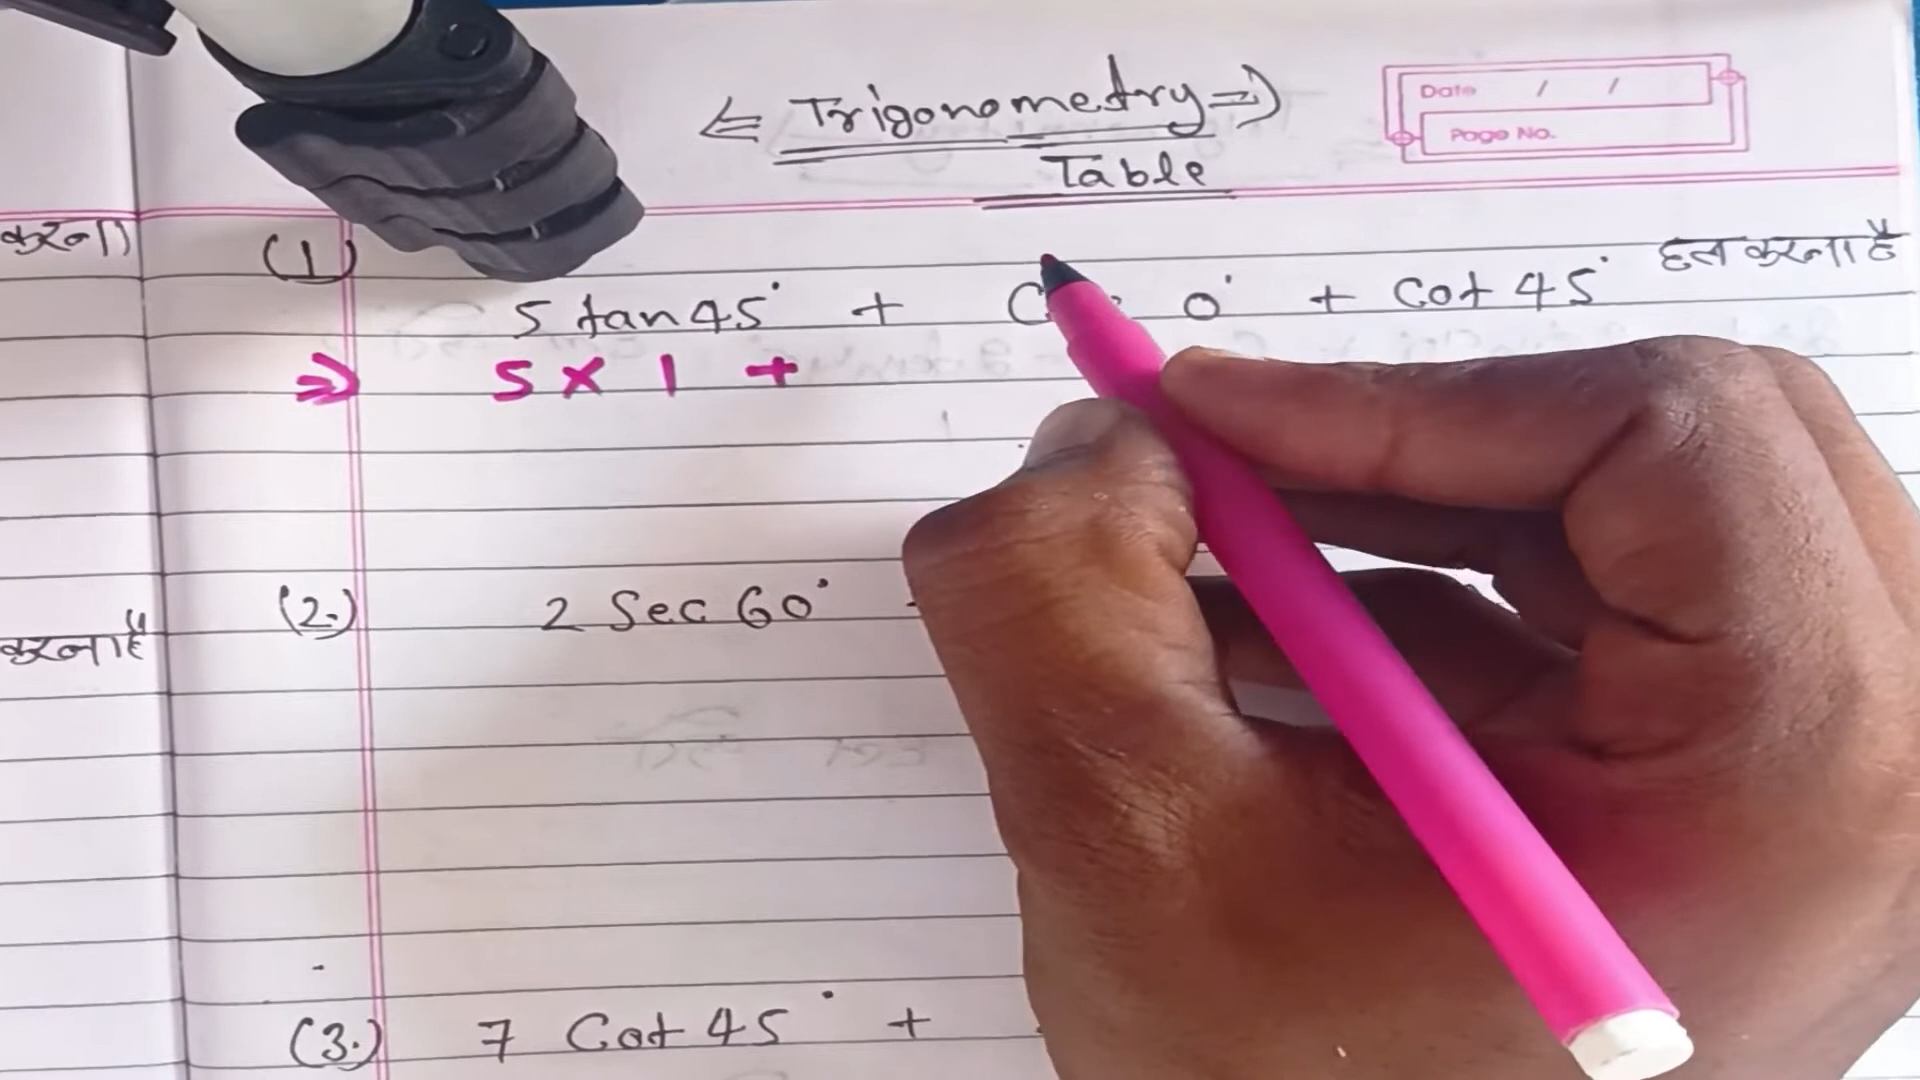 ⇐ Trigonometry ⇒
Table
Date / /
Page No.
करना
(1)
हल करना है
5 tan 45° + C 0° + Cot 45°
⇒ 5 × 1 +
(2.) 2 Sec 60°
करना है
(3.) 7 Cot 45° +